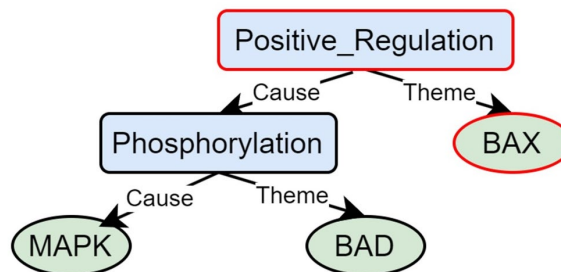 Positive_Regulation
Cause
Theme
Phosphorylation
BAX
Cause
Theme
MAPK
BAD